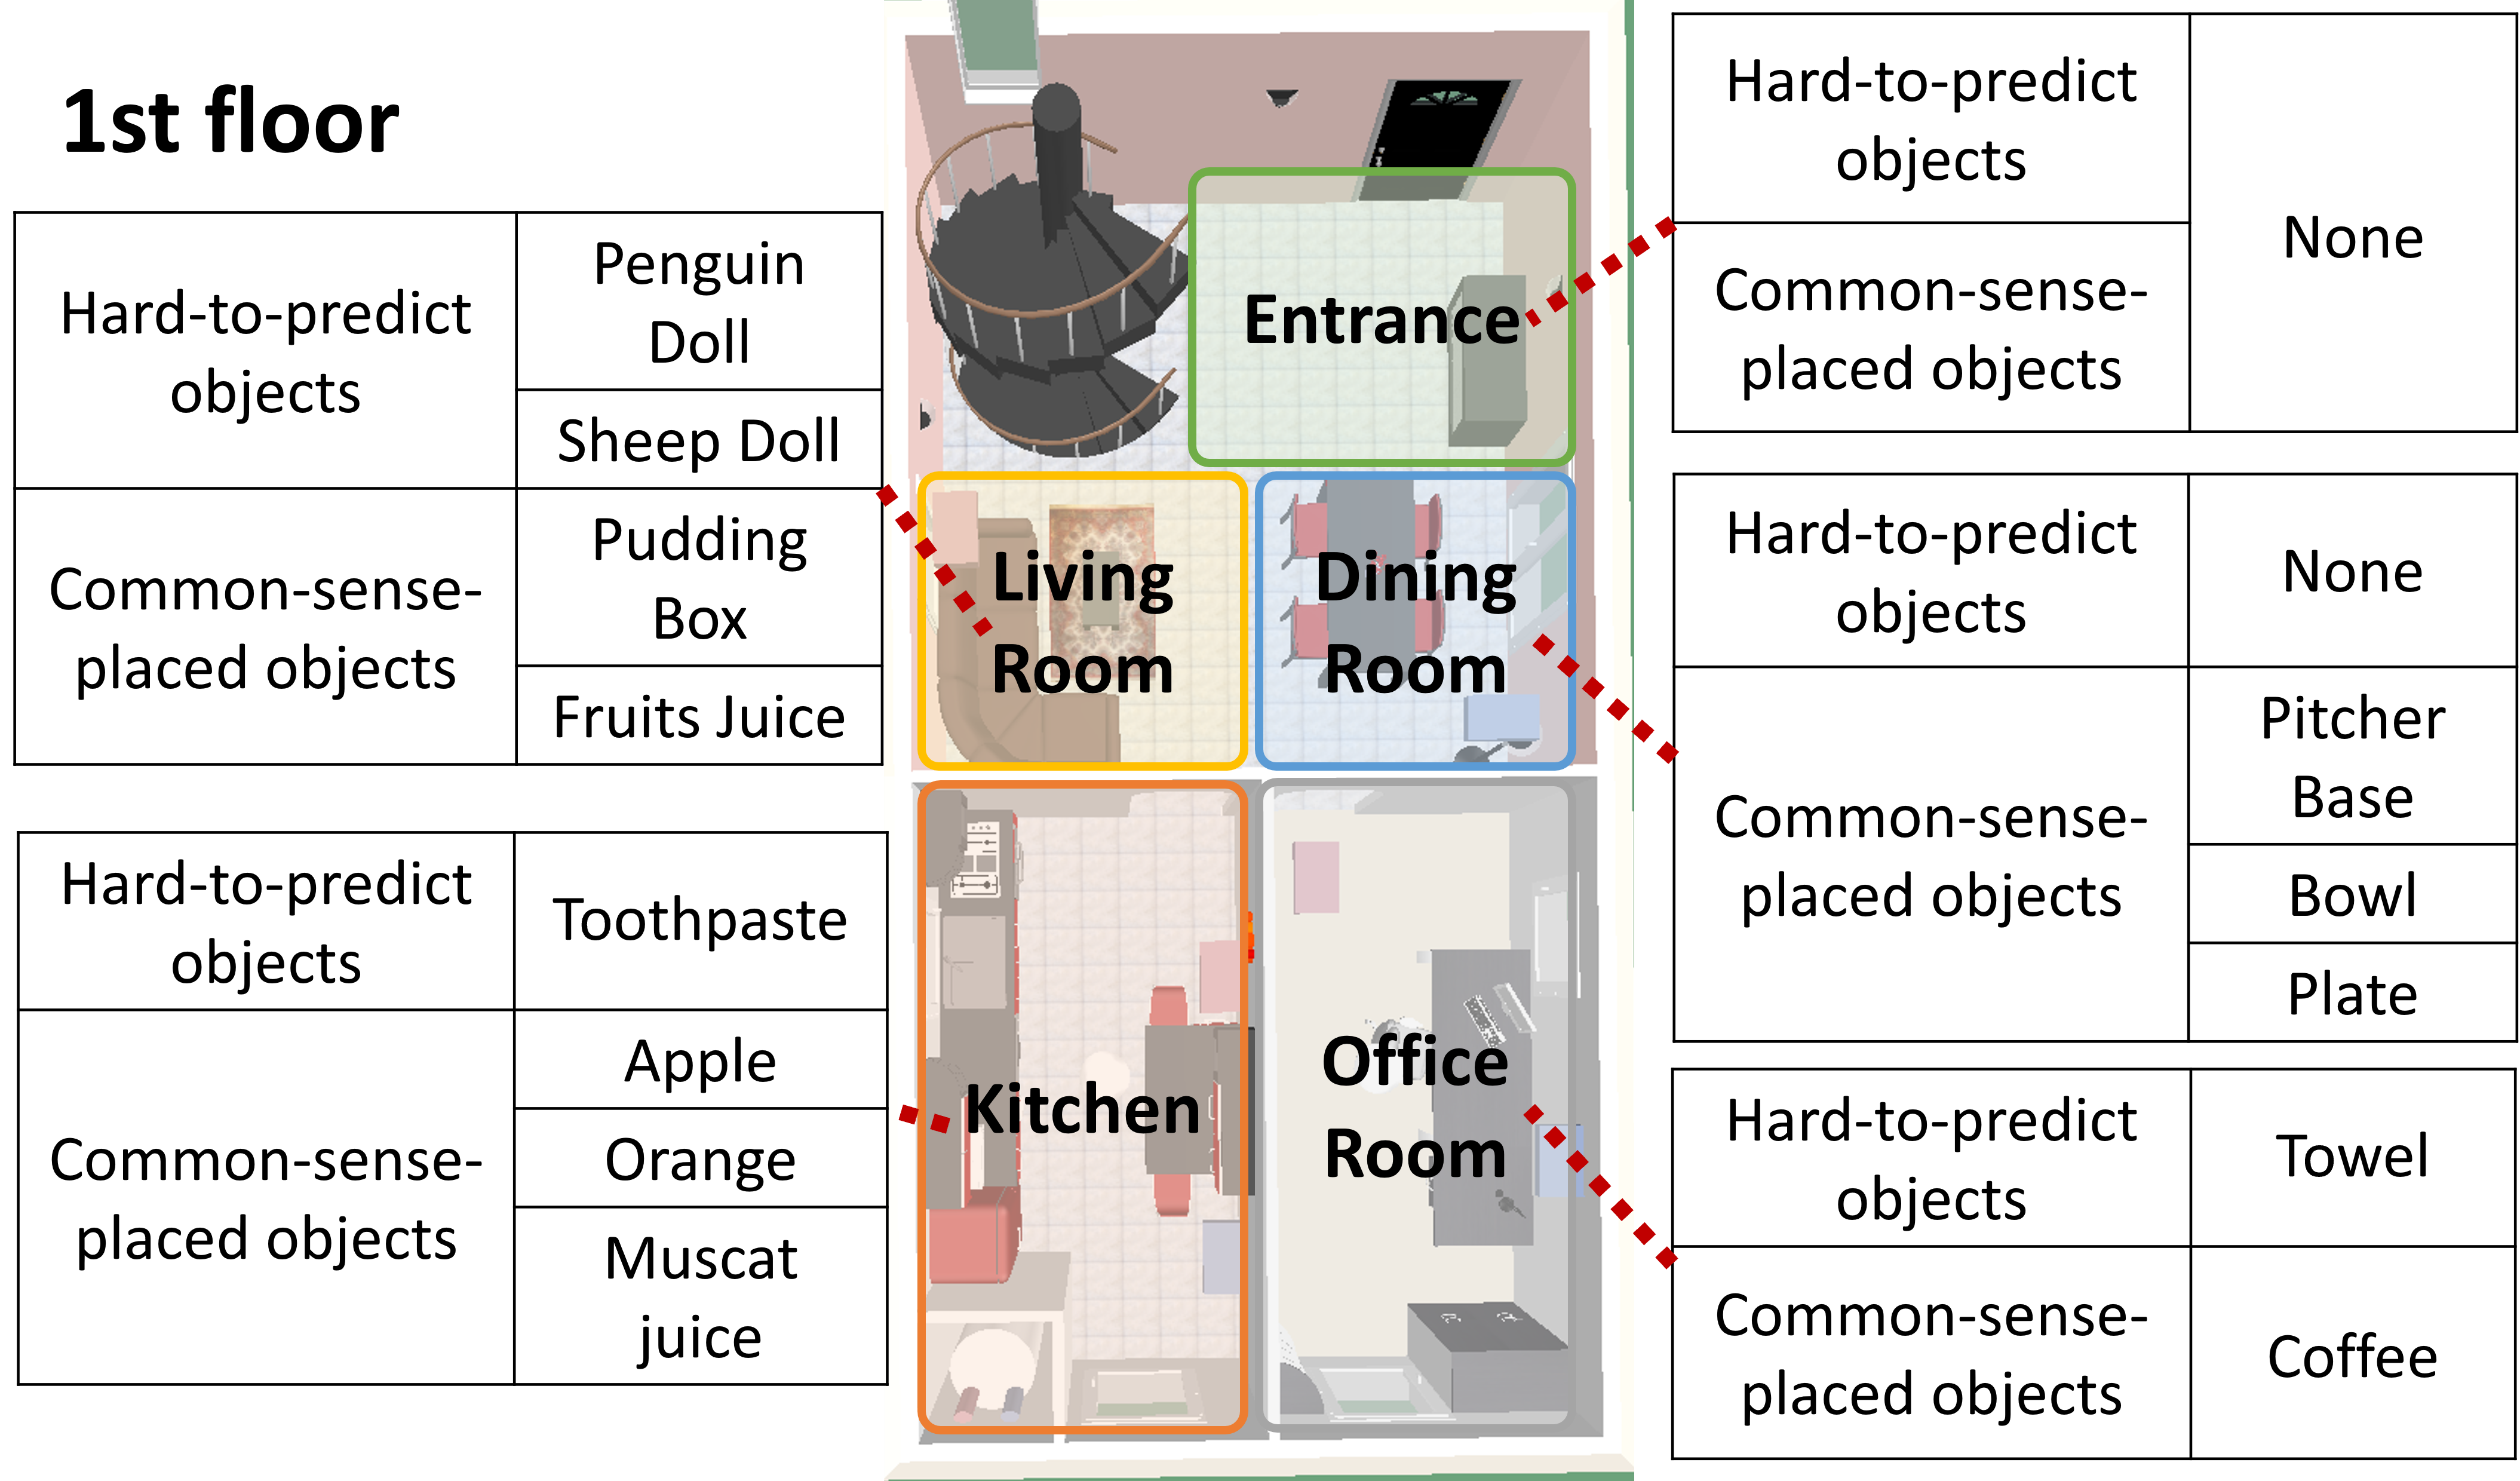 1st floor
Hard-to-predict
objects
Penguin
Doll
Sheep Doll
Common-sense-
placed objects
Pudding
Box
Fruits Juice
Hard-to-predict
objects
Toothpaste
Common-sense-
placed objects
Apple
Orange
Muscat
juice
Entrance
Living
Room
Dining
Room
Kitchen
Office
Room
Hard-to-predict
objects
Common-sense-
placed objects
None
Hard-to-predict
objects
None
Common-sense-
placed objects
Pitcher
Base
Bowl
Plate
Hard-to-predict
objects
Towel
Common-sense-
placed objects
Coffee